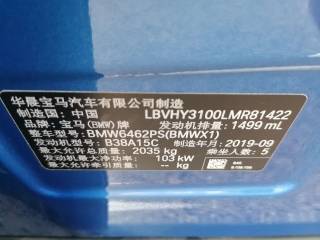 华晨宝马汽车有限公司制造
制造国：中国 LBVHY3100LMR81422
品牌：宝马(BMW)牌 发动机排量：1499 mL
整车型号：BMW6462PS(BMWX1)
发动机型号：B38A15C 制造年月：2019-09
最大允许总质量：2035 kg 乘坐人数：5
发动机最大净功率：103 kW
最大允许牵引质量：-- kg